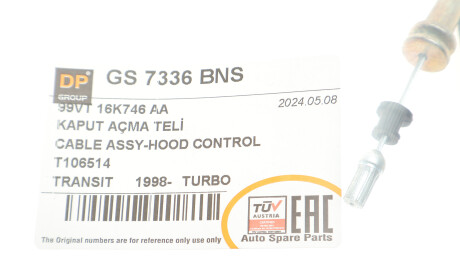 DP
GROUP
GS 7336 BNS
2024.05.08
99VT 16K746 AA
KAPUT AÇMA TELİ
CABLE ASSY-HOOD CONTROL
T106514
TRANSIT 1998- TURBO
TÜV
AUSTRIA
EAC
Auto Spare Parts
The Original numbers are for reference only use only